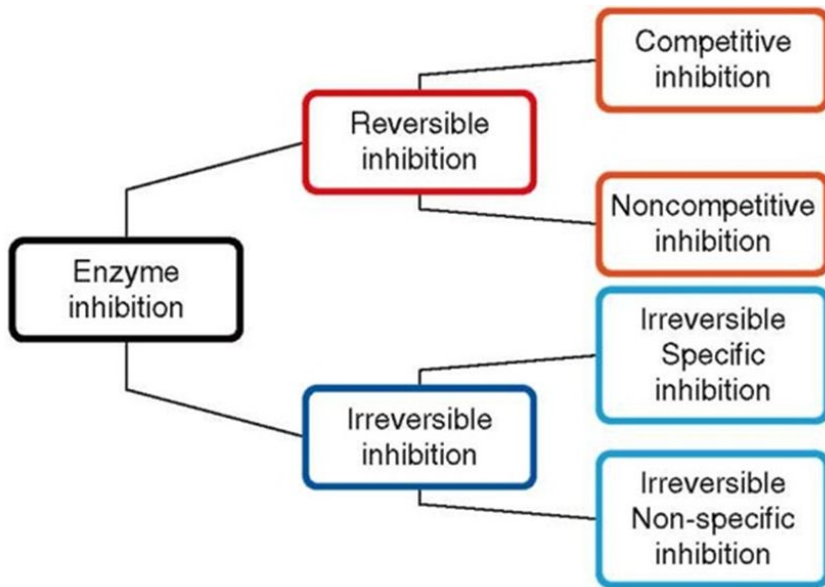 Competitive
inhibition
Reversible
inhibition
Noncompetitive
inhibition
Enzyme
inhibition
Irreversible
Specific
inhibition
Irreversible
inhibition
Irreversible
Non-specific
inhibition